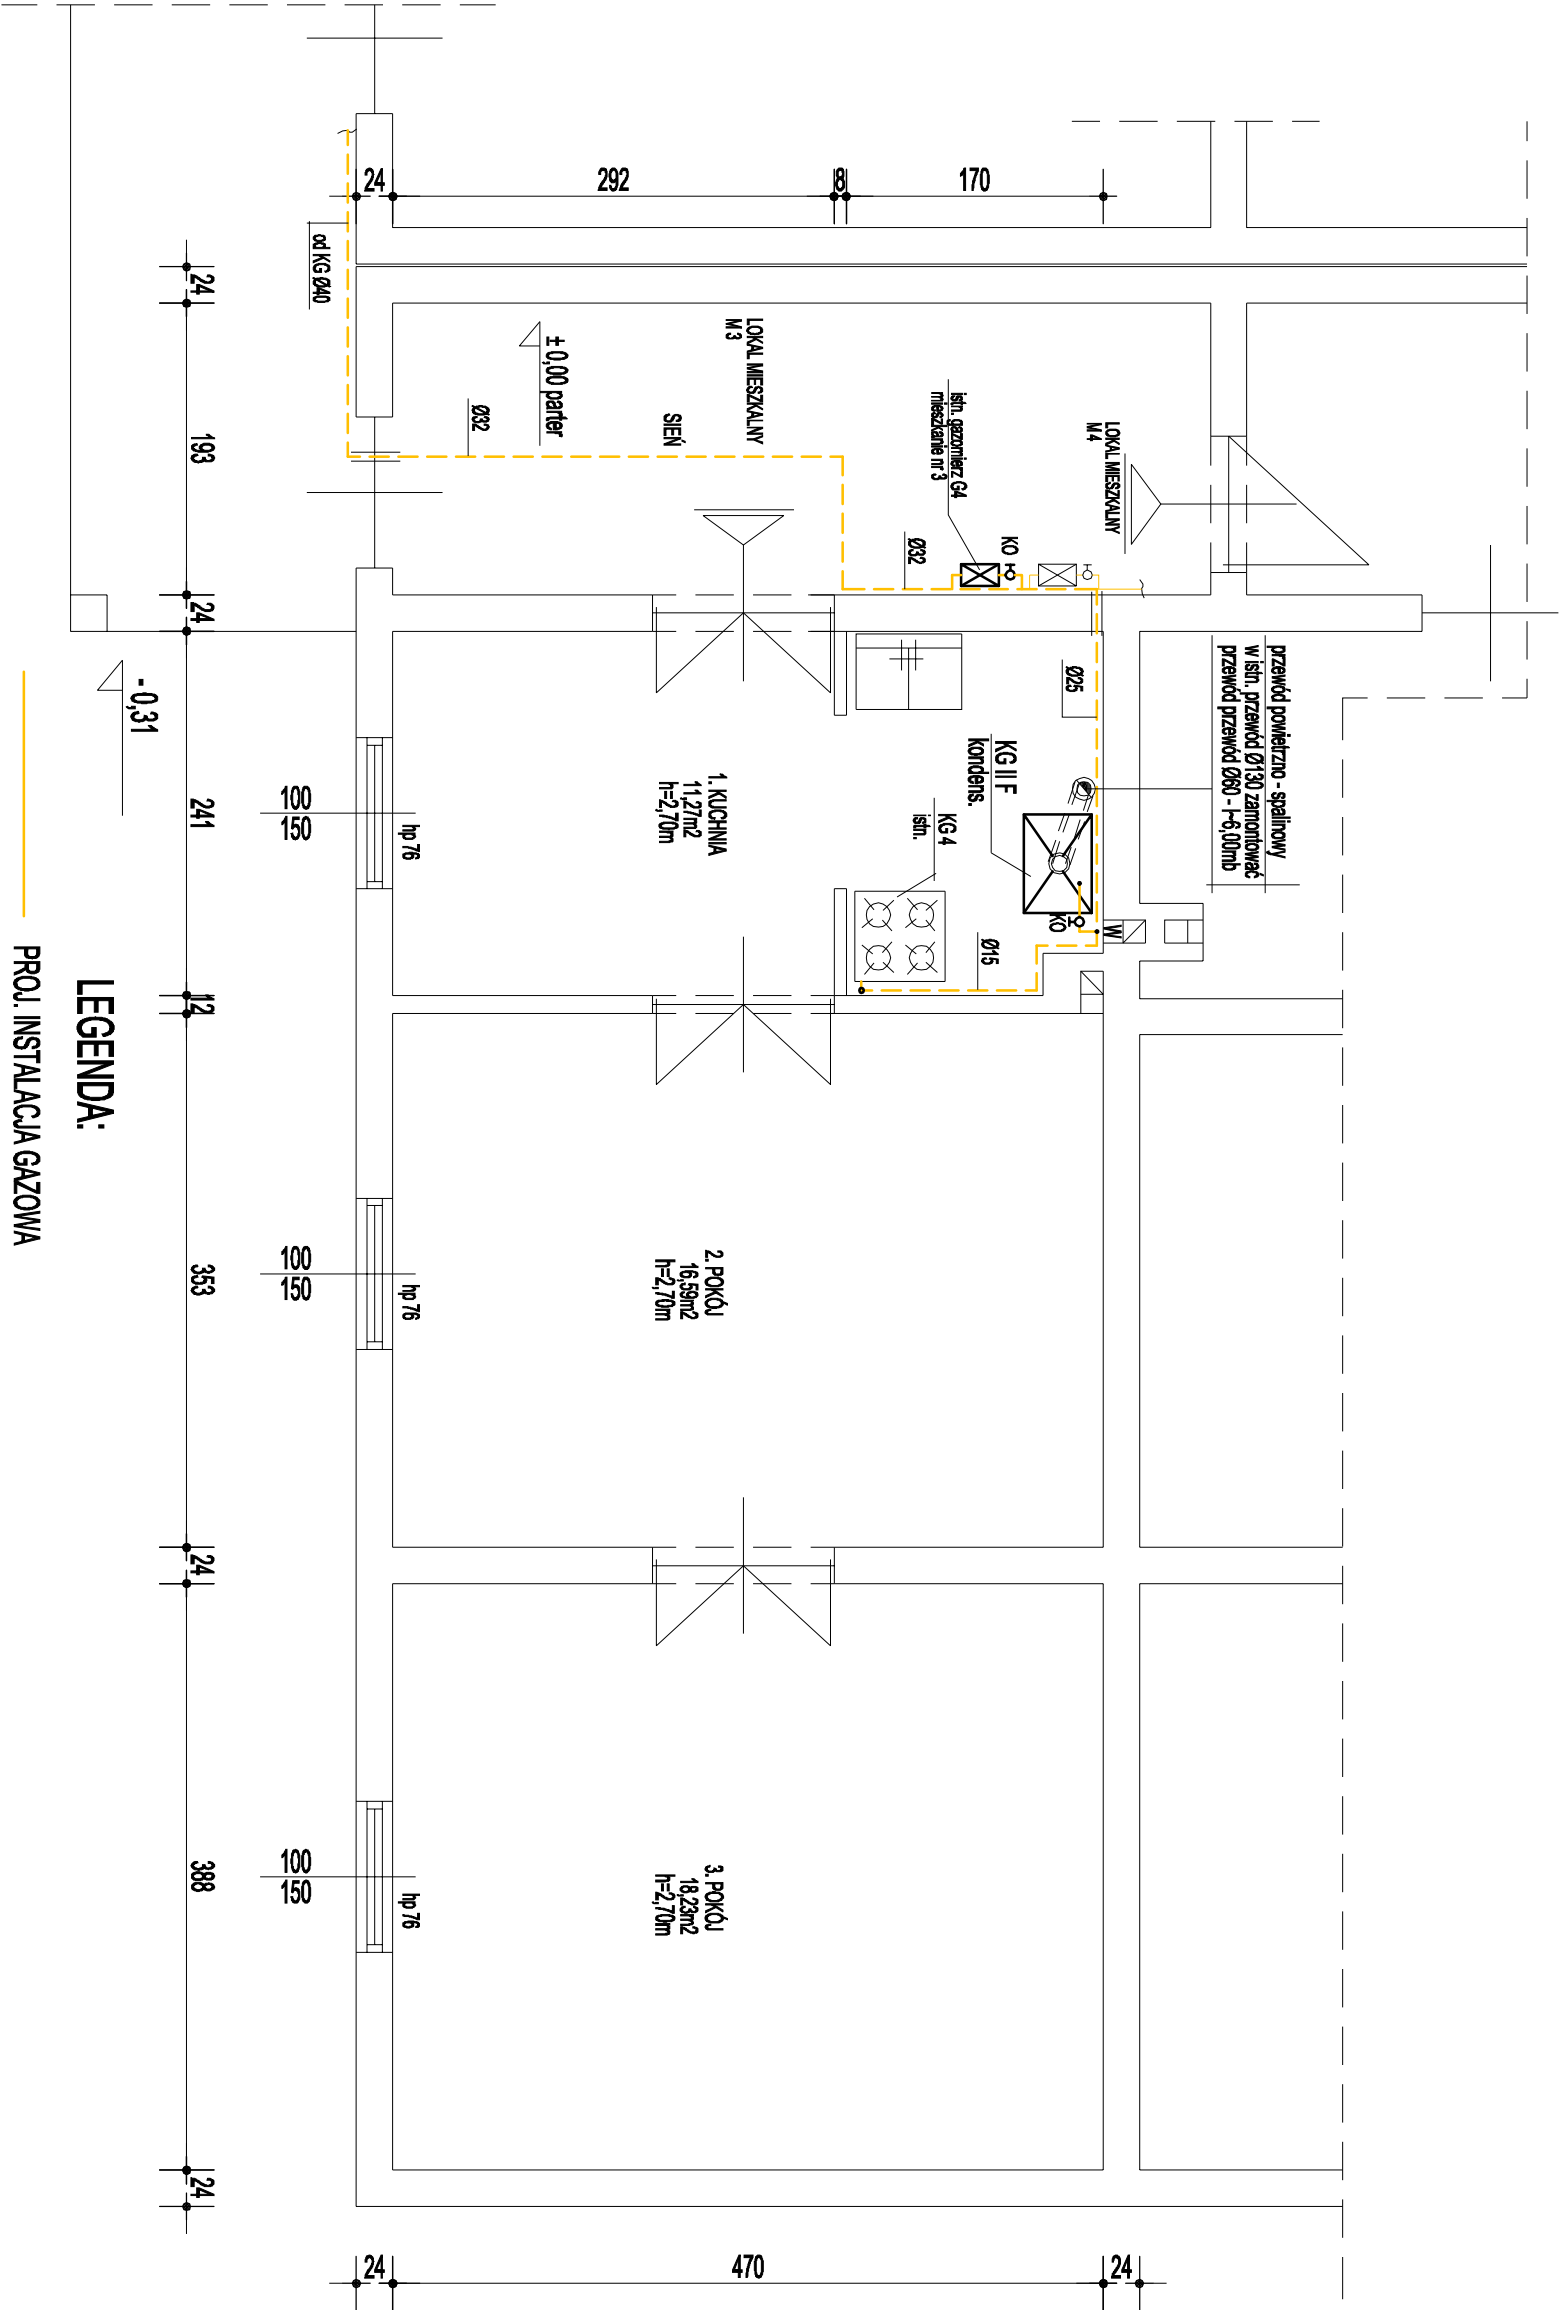 24
292
8
170
od KG Ø40
24
193
24
241
12
353
24
388
24
± 0,00 parter
Ø32
SIEŃ
LOKAL MIESZKALNY
M 3
istn. gazomierz G4
mieszkanie nr 3
LOKAL MIESZKALNY
M 4
KO
Ø32
Ø25
przewód powietrzno - spalinowy
w istn. przewód Ø130 zamontować
przewód przewód Ø60 - l~6,00mb
KG II F
kondens.
KG 4
istn.
KO
W
Ø15
1. KUCHNIA
11,27m2
h=2,70m
2. POKÓJ
16,59m2
h=2,70m
3. POKÓJ
18,23m2
h=2,70m
100
150
hp 76
100
150
hp 76
100
150
hp 76
- 0,31
24
470
24
LEGENDA:
PROJ. INSTALACJA GAZOWA